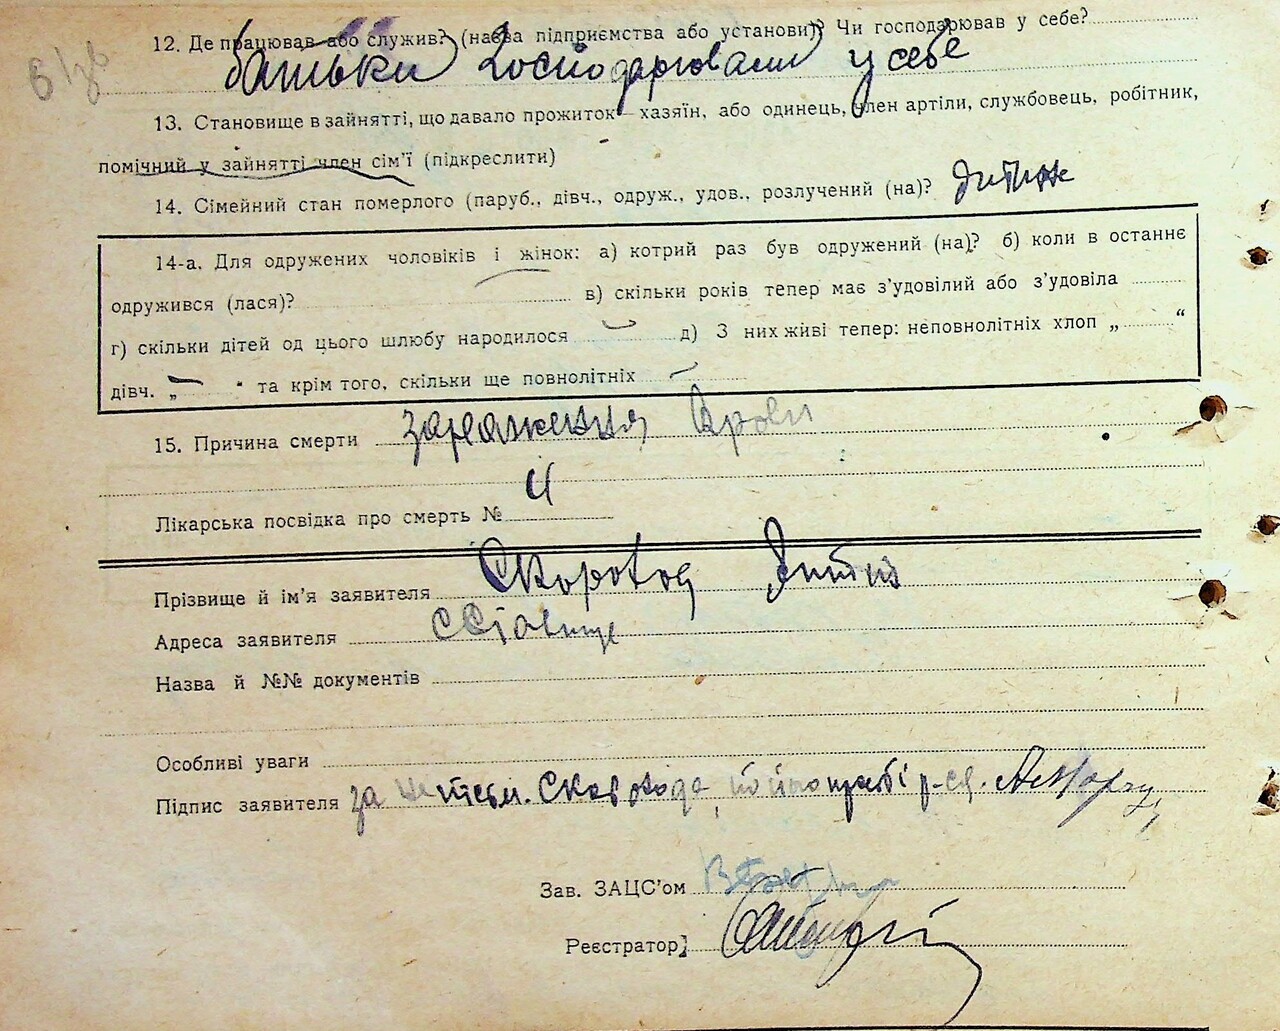 12. Де працював або служив? (назва підприємства або установи)? Чи господарював у себе?
батьки господарювали у себе
13. Становище в зайнятті, що давало прожиток – хазяїн, або одинець, член артілі, службовець, робітник,
помічний у зайнятті член сім'ї (підкреслити)
14. Сімейний стан померлого (паруб., дівч., одруж., удов., розлучений (на)?
14-а. Для одружених чоловіків і жінок: а) котрий раз був одружений (на)? б) коли в останнє
одружився (лася)? в) скільки років тепер має з'удовілий або з'удовіла
г) скільки дітей од цього шлюбу народилося д) З них живі тепер: неповнолітніх хлоп „ “
дівч. „ “ та крім того, скільки ще повнолітніх
15. Причина смерти зараження крови
Лікарська посвідка про смерть №
Прізвище й ім'я заявителя
Адреса заявителя
Назва й №№ документів
Особливі уваги
Підпис заявителя за неписьм.
Зав. ЗАЦС'ом
Реєстратор